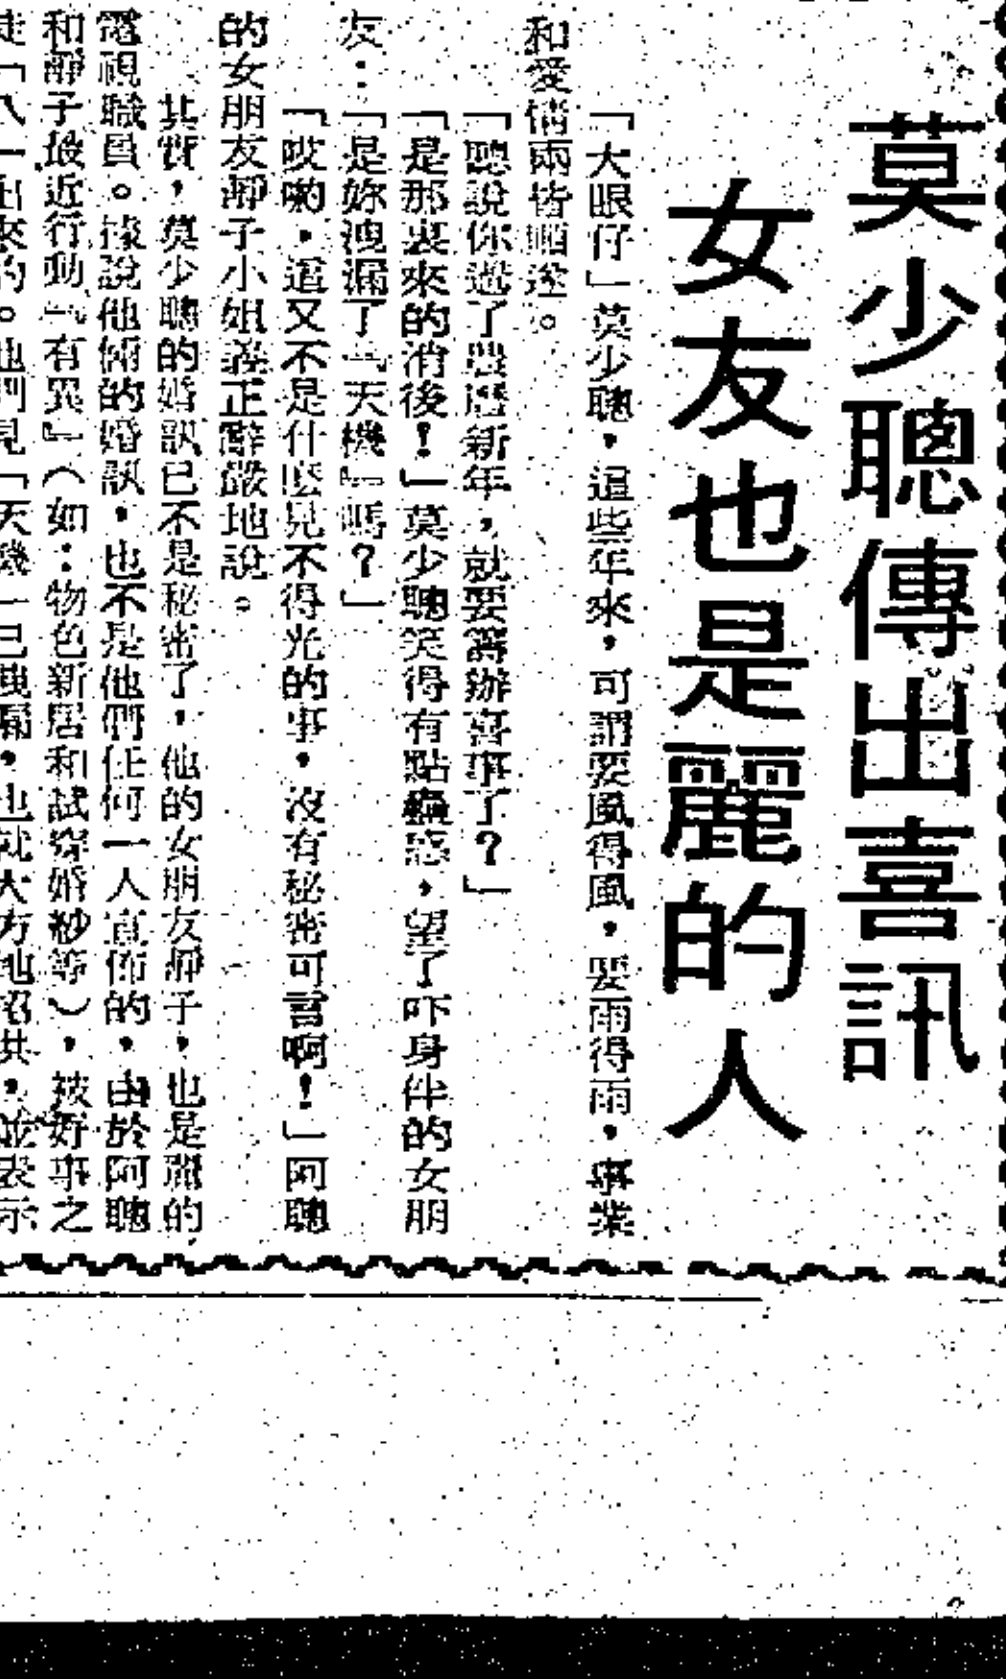 莫少聰傳出喜訊
女友也是麗的人
「大眼仔」莫少聰,這些年來,可謂要風得風,要雨得雨,事業
和愛情兩皆順遂。
「聽說你過了農曆新年,就要籌辦喜事了?」
「是那裏來的消後!」莫少聰笑得有點蠱惑,望了吓身伴的女朋
友:
「是妳洩漏了『天機』嗎?」
「哎喲,這又不是什麼見不得光的事,沒有秘密可言啊!」阿聰
的女朋友靜子小姐義正辭嚴地說。
其實,莫少聰的婚訊已不是秘密了,他的女朋友靜子,也是麗的
電視職員。據說他倆的婚訊,也不是他們任何一人宣佈的,由於阿聰
和靜子最近行動『有異』(如:物色新居和試穿婚紗等),被好事之
徒「八」出來的。他們見「天機」已洩漏,也就大方地招供,並表示